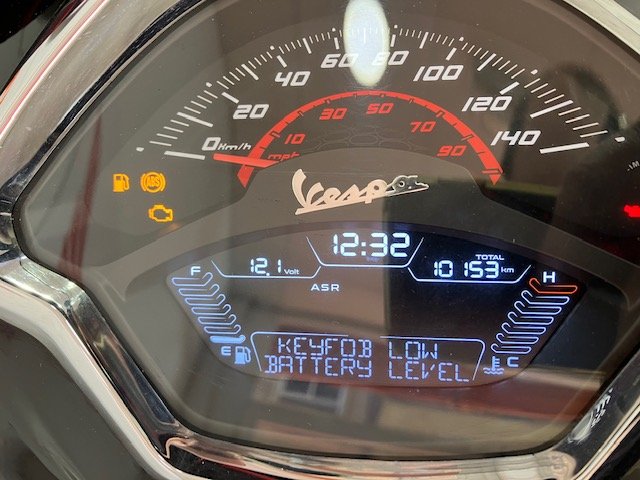 0 km/h 20 40 60 80 100 120 140
mph 10 30 50 70 90
ABS
Vespa
F 12.1 Volt 12:32 TOTAL 10153 km H
ASR
E KEYFOB LOW C
BATTERY LEVEL